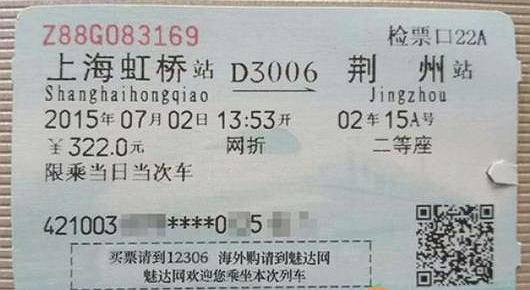 Z88G083169 检票口22A
上海虹桥站 D3006 荆州站
Shanghaihongqiao Jingzhou
2015年07月02日 13:53开 02车15A号
￥322.0元 网折 二等座
限乘当日当次车
421003 ****0 5
买票请到12306 海外购请到魅达网
魅达网欢迎您乘坐本次列车